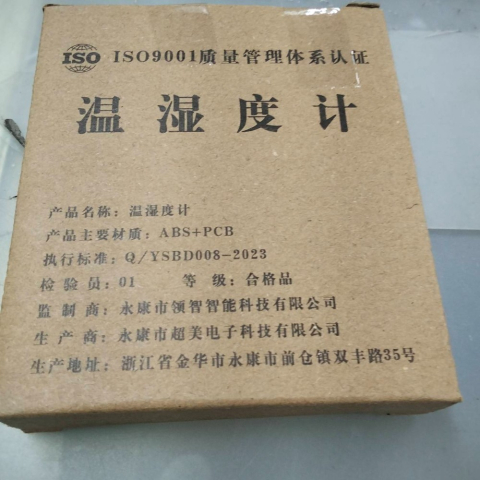 ISO ISO9001质量管理体系认证
温湿度计
产品名称：温湿度计
产品主要材质：ABS+PCB
执行标准：Q/YSBD008-2023
检验员：01 等级：合格品
监制商：永康市领智智能科技有限公司
生产商：永康市超美电子科技有限公司
生产地址：浙江省金华市永康市前仓镇双丰路35号